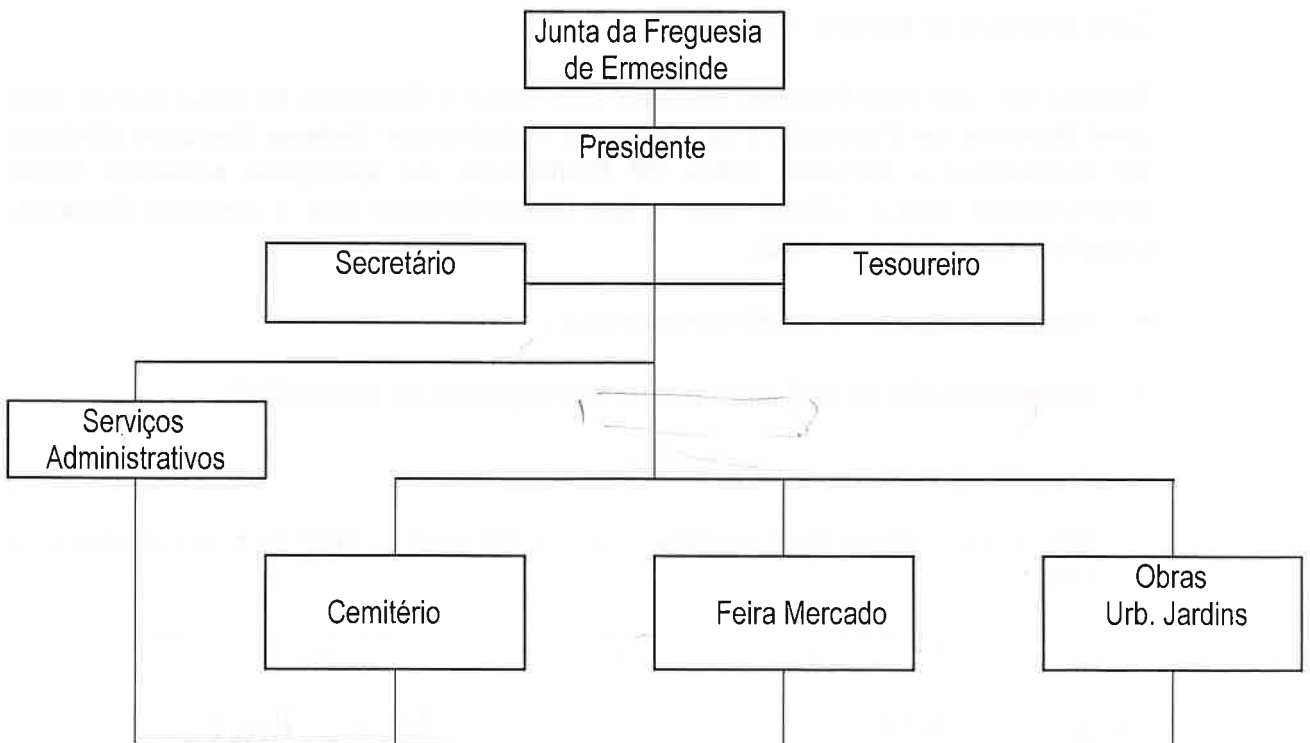 Junta da Freguesia
de Ermesinde
Presidente
Secretário
Tesoureiro
Serviços
Administrativos
Cemitério
Feira Mercado
Obras
Urb. Jardins